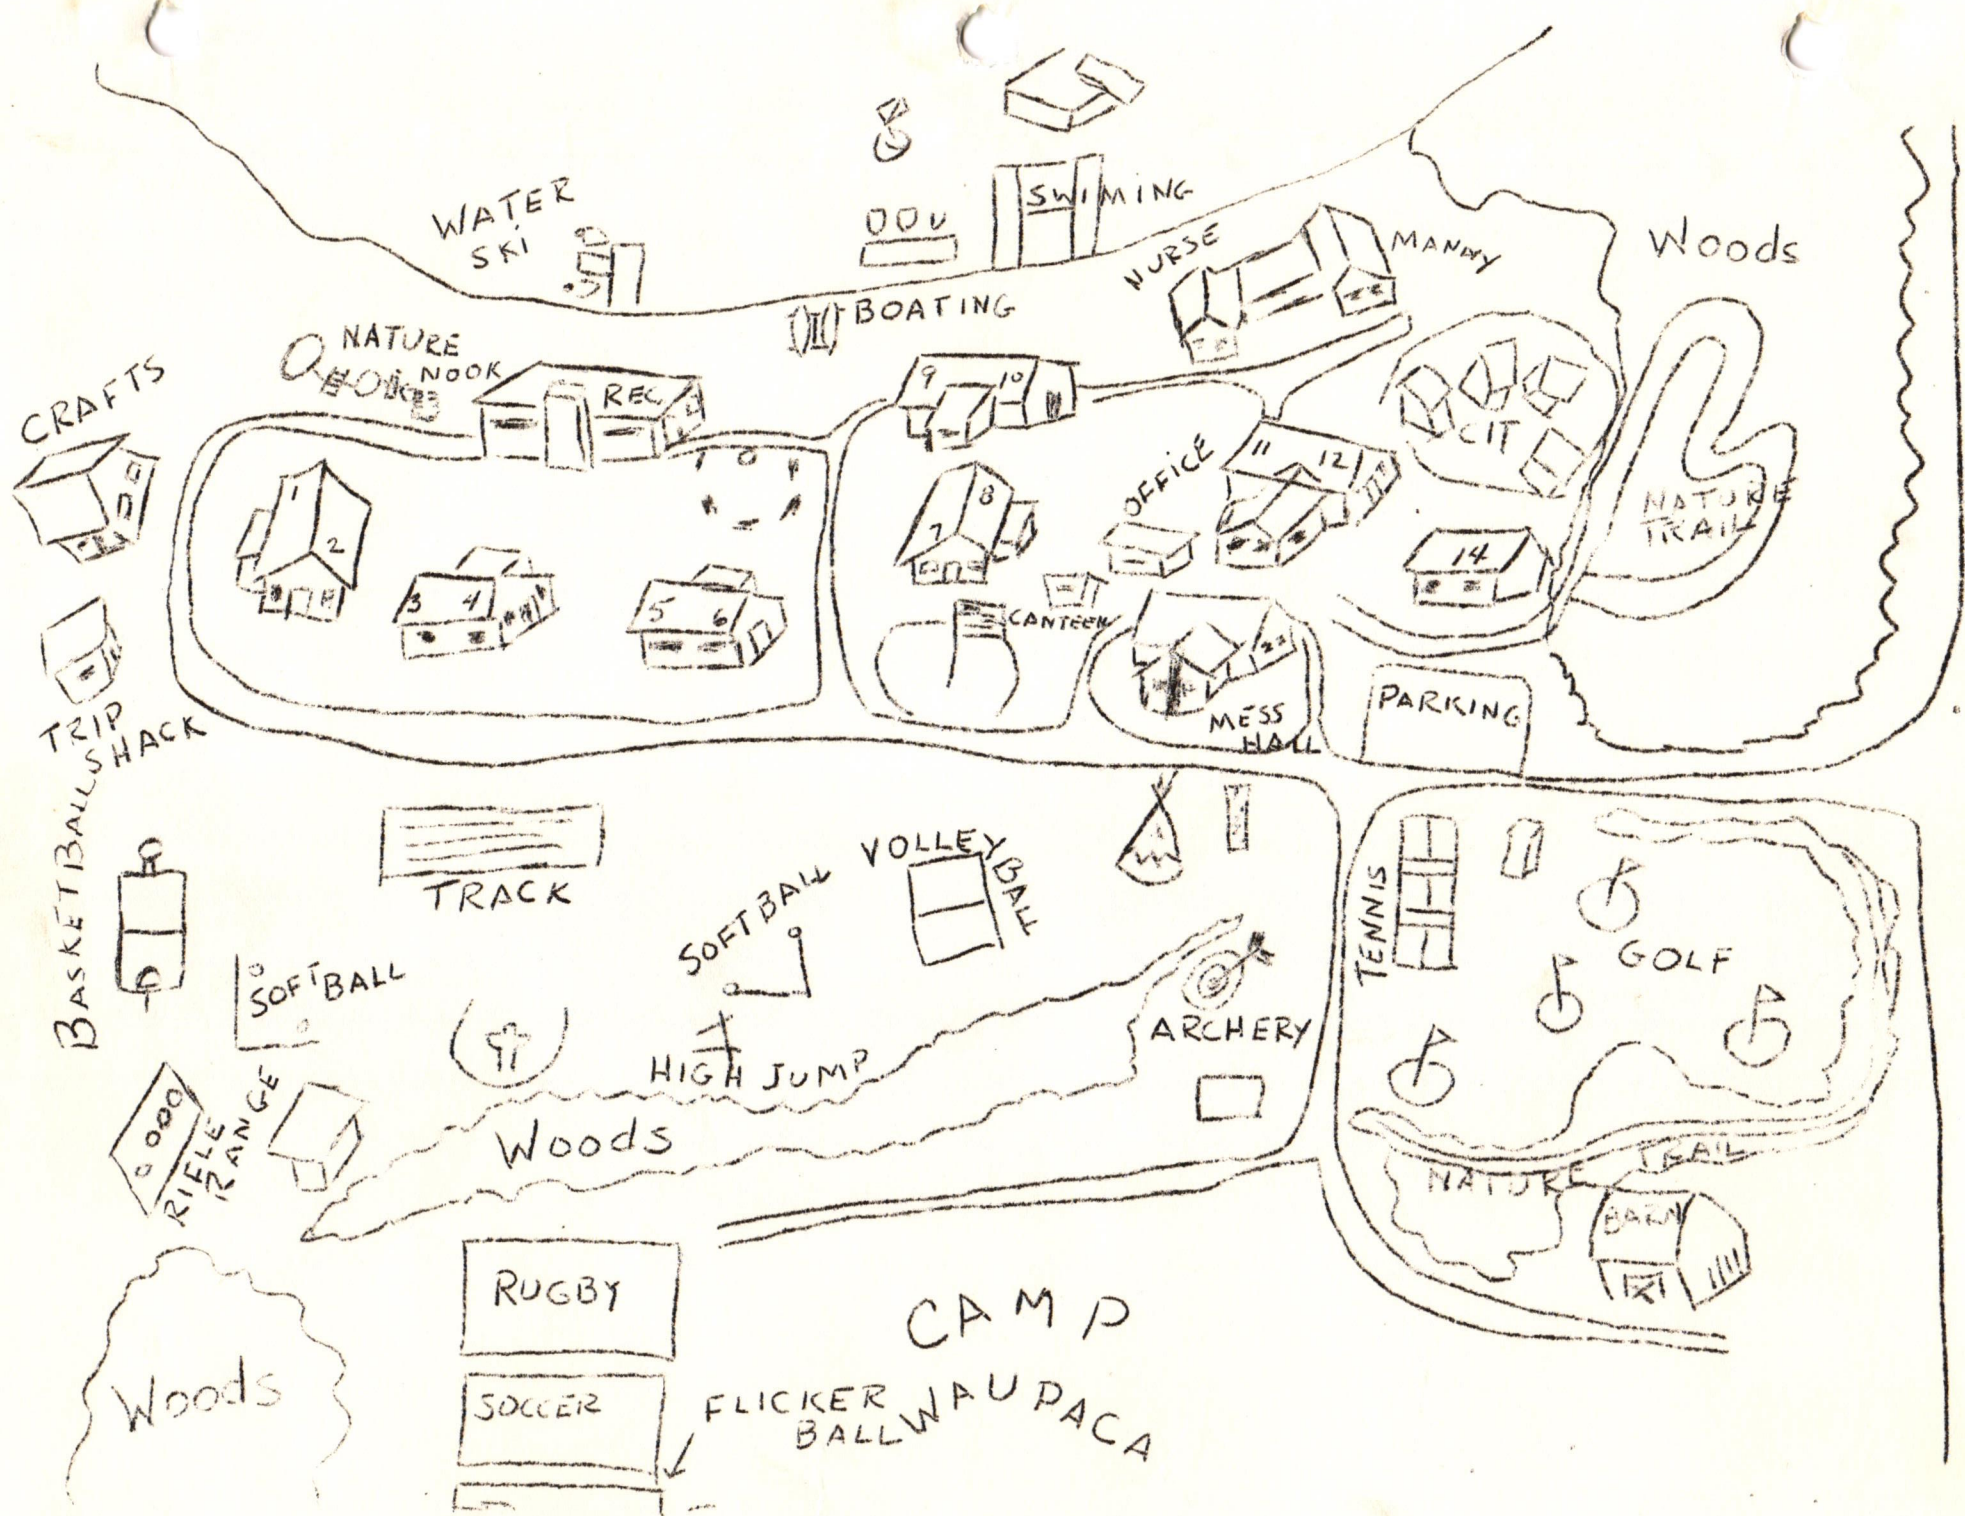 WATER
SKI
SWIMING
NURSE
MANNY
Woods
BOATING
NATURE
NOOK
CRAFTS
REC
9 10
CIT
OFFICE
11 12
1
2
8
7
NATURE
TRAIL
14
3 4
5 6
CANTEEN
TRIP
SHACK
MESS
HALL
PARKING
BASKETBALL
TRACK
VOLLEY
BALL
SOFTBALL
SOFTBALL
TENNIS
GOLF
ARCHERY
HIGH JUMP
RIFLE
RANGE
Woods
NATURE TRAIL
BARN
RUGBY
CAMP
WAUPACA
Woods
SOCCER
FLICKER
BALL